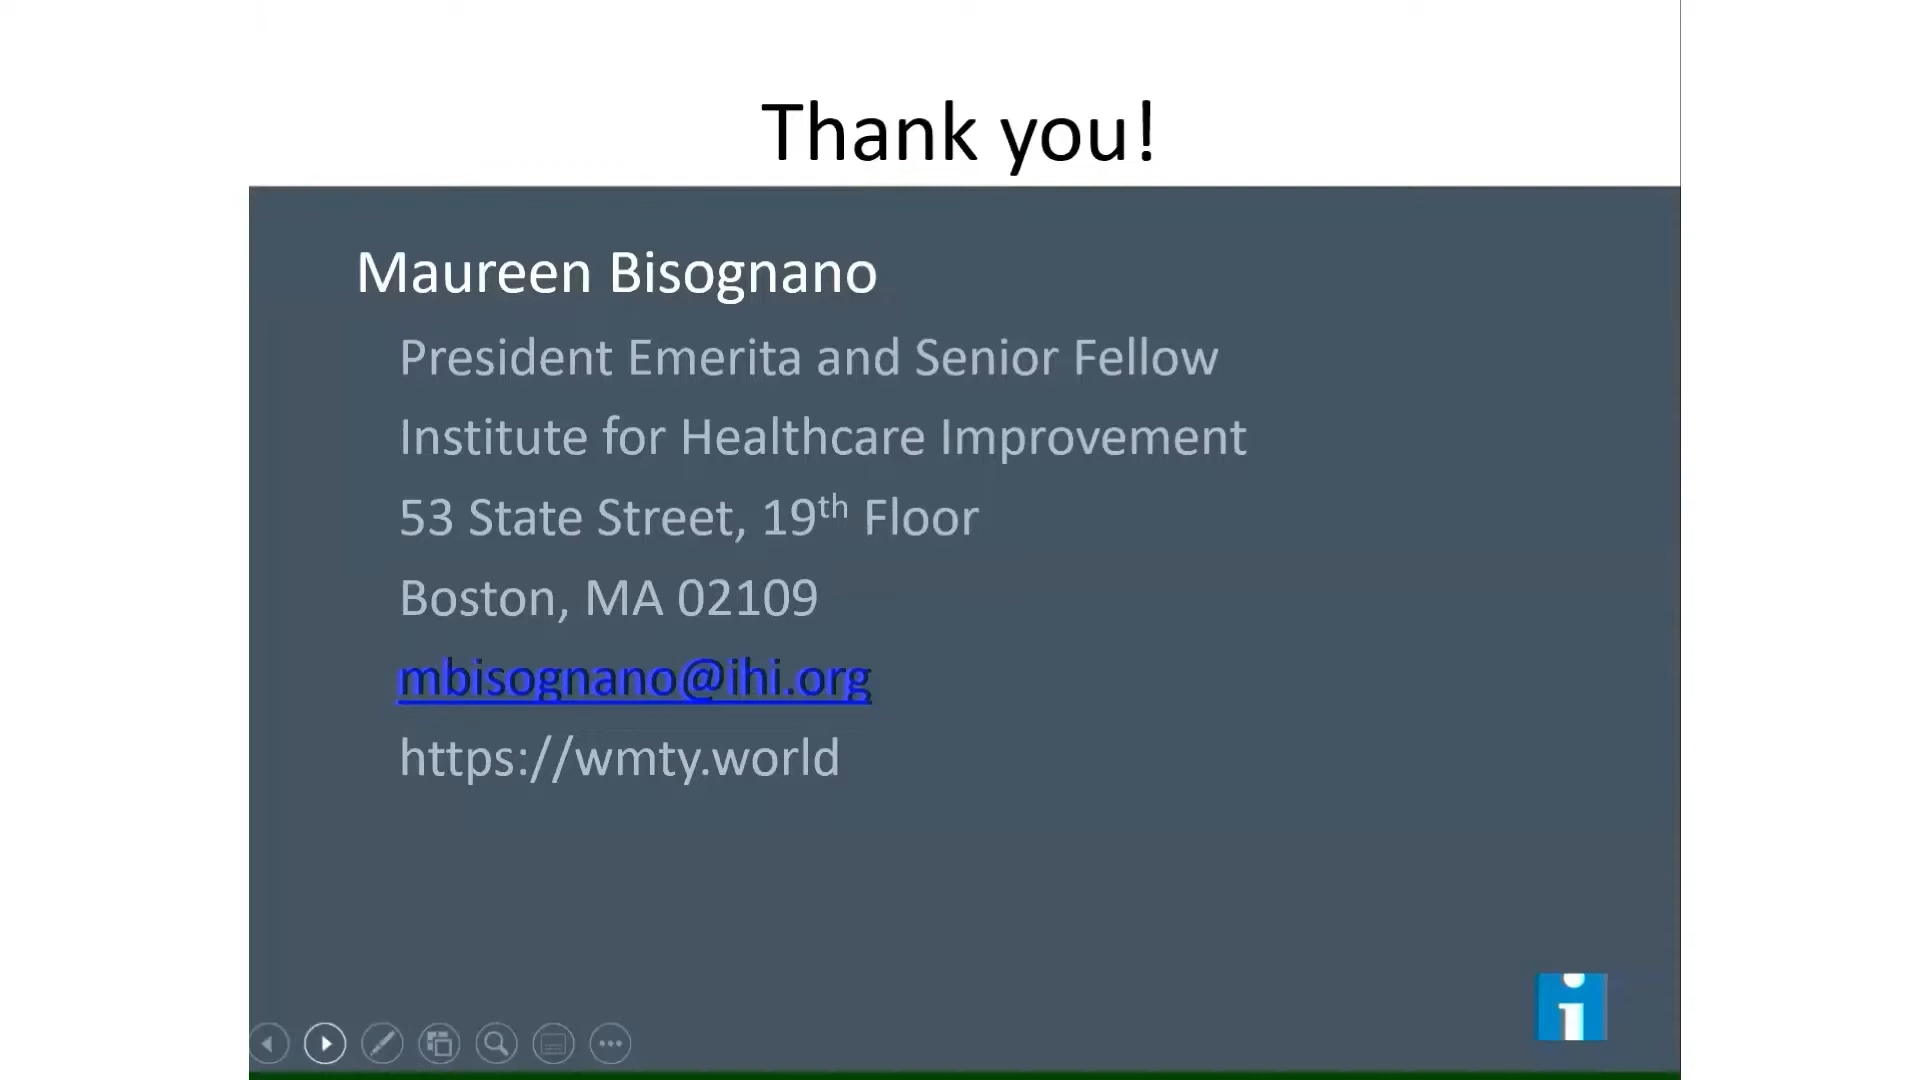 Thank you!
Maureen Bisognano
President Emerita and Senior Fellow
Institute for Healthcare Improvement
53 State Street, 19th Floor
Boston, MA 02109
mbisognano@ihi.org
https://wmty.world
i